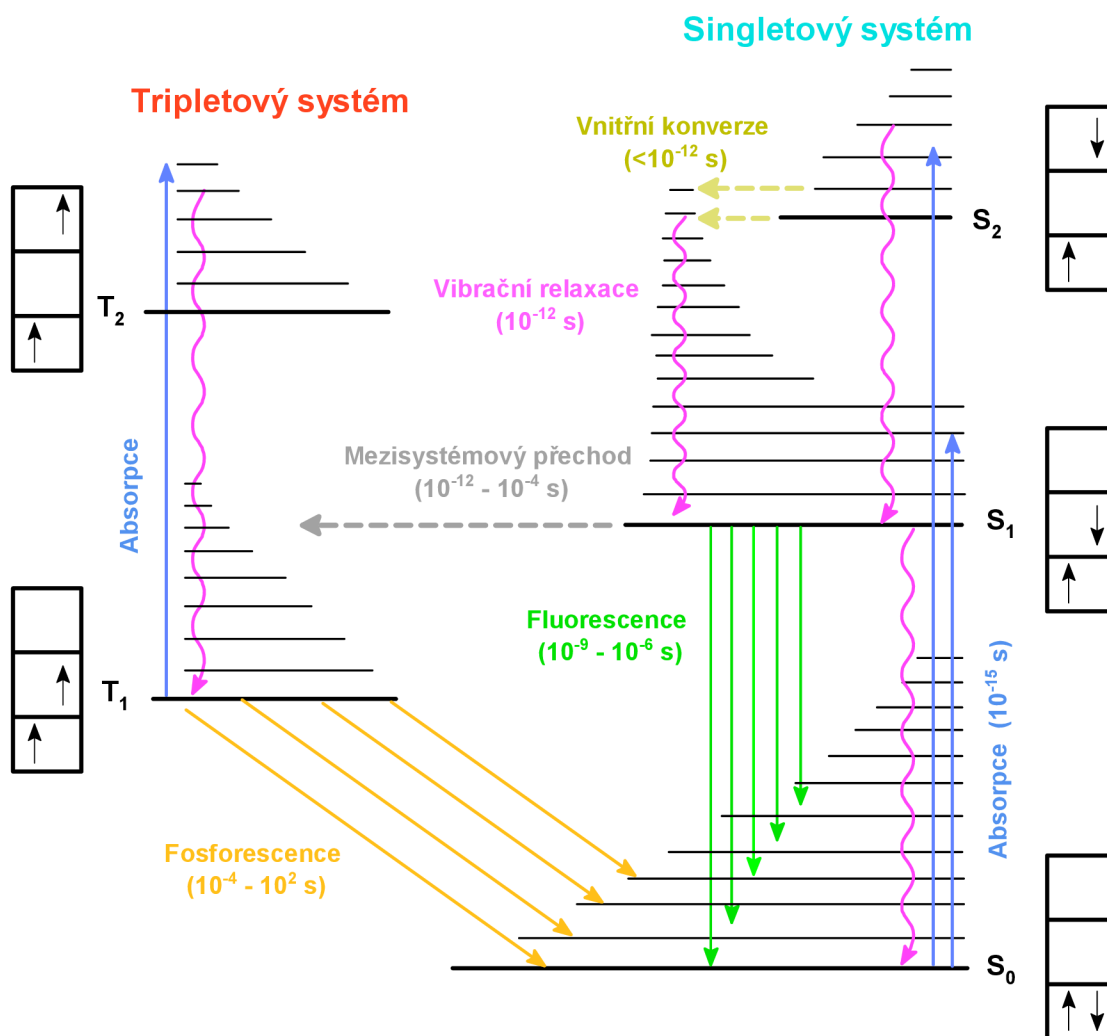 Singletový systém
Tripletový systém
Vnitřní konverze
(<10⁻¹² s)
S₂
Vibrační relaxace
(10⁻¹² s)
T₂
Absorpce
Mezisystémový přechod
(10⁻¹² - 10⁻⁴ s)
S₁
Fluorescence
(10⁻⁹ - 10⁻⁶ s)
T₁
Absorpce (10⁻¹⁵ s)
Fosforescence
(10⁻⁴ - 10² s)
S₀